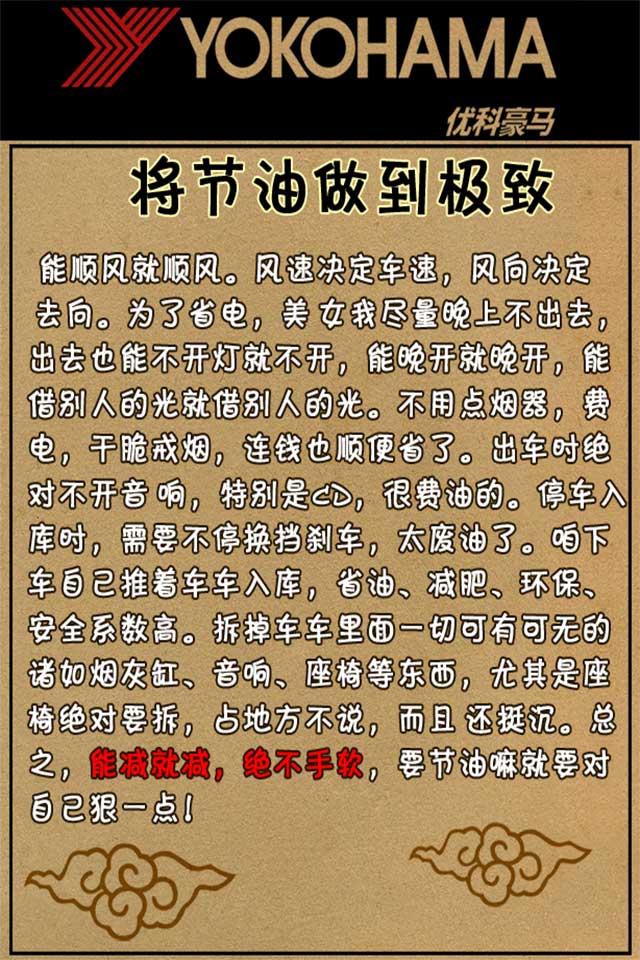 YOKOHAMA
优科豪马
将节油做到极致
能顺风就顺风。风速决定车速，风向决定
去向。为了省电，美女我尽量晚上不出去，
出去也能不开灯就不开，能晚开就晚开，能
借别人的光就借别人的光。不用点烟器，费
电，干脆戒烟，连钱也顺便省了。出车时绝
对不开音响，特别是CD，很费油的。停车入
库时，需要不停换挡刹车，太废油了。咱下
车自己推着车车入库，省油、减肥、环保、
安全系数高。拆掉车车里面一切可有可无的
诸如烟灰缸、音响、座椅等东西，尤其是座
椅绝对要拆，占地方不说，而且还挺沉。总
之，能减就减，绝不手软，要节油嘛就要对
自己狠一点！